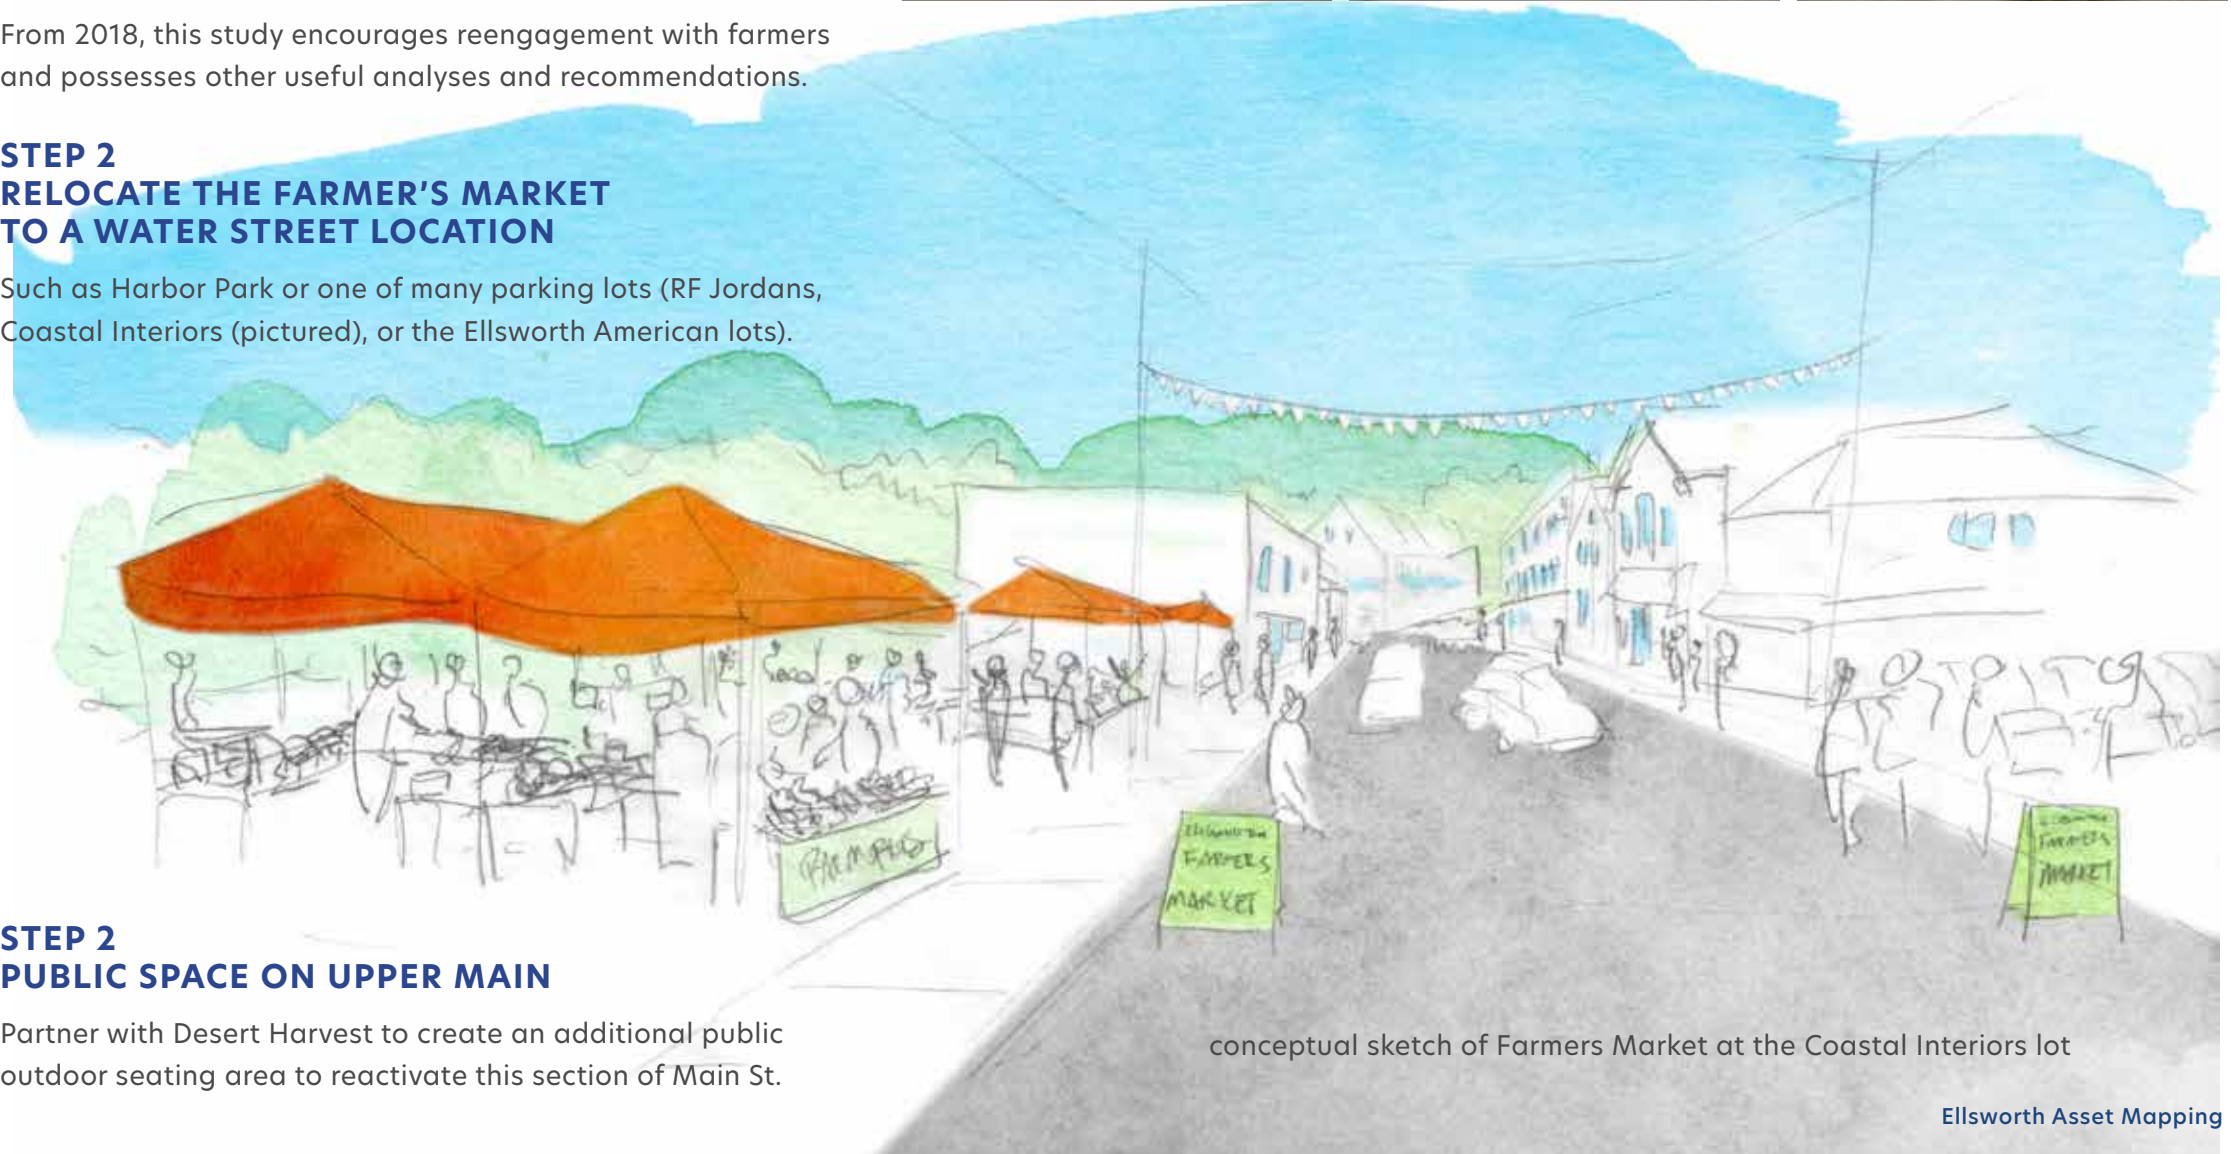 From 2018, this study encourages reengagement with farmers
and possesses other useful analyses and recommendations.
STEP 2
RELOCATE THE FARMER’S MARKET
TO A WATER STREET LOCATION
Such as Harbor Park or one of many parking lots (RF Jordans,
Coastal Interiors (pictured), or the Ellsworth American lots).
FARMERS
MARKET
FARMERS
MARKET
STEP 2
PUBLIC SPACE ON UPPER MAIN
Partner with Desert Harvest to create an additional public
outdoor seating area to reactivate this section of Main St.
conceptual sketch of Farmers Market at the Coastal Interiors lot
Ellsworth Asset Mapping